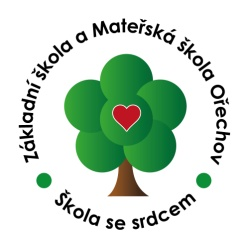 Základní škola a Mateřská škola Ořechov
Škola se srdcem